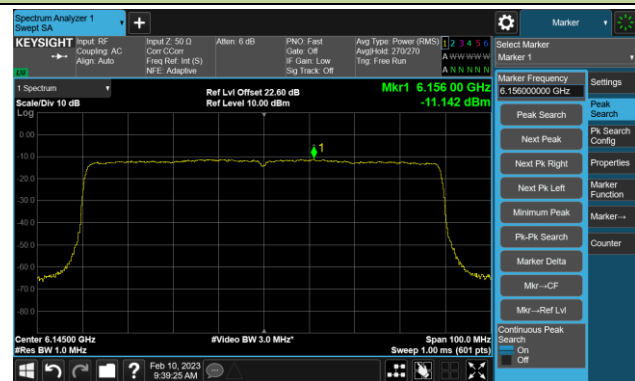 Spectrum Analyzer 1
Swept SA
Marker
KEYSIGHT
Input: RF
Coupling: AC
Align: Auto
Input Z: 50 Ω
Corr CCorr
Freq Ref: Int (S)
NFE: Adaptive
Atten: 6 dB
PNO: Fast
Gate: Off
IF Gain: Low
Sig Track: Off
Avg Type: Power (RMS)
Avg|Hold: 270/270
Trig: Free Run
1 2 3 4 5 6
A W W W W W
A N N N N N
Select Marker
Marker 1
1 Spectrum
Scale/Div 10 dB
Log
Ref Lvl Offset 22.60 dB
Ref Level 10.00 dBm
Mkr1 6.156 00 GHz
-11.142 dBm
1
0.00
-10.0
-20.0
-30.0
-40.0
-50.0
-60.0
-70.0
-80.0
Center 6.14500 GHz
#Res BW 1.0 MHz
#Video BW 3.0 MHz*
Span 100.0 MHz
Sweep 1.00 ms (601 pts)
Marker Frequency
6.156000000 GHz
Peak Search
Next Peak
Next Pk Right
Next Pk Left
Minimum Peak
Pk-Pk Search
Marker Delta
Mkr→CF
Mkr→Ref Lvl
Continuous Peak
Search
On
Off
Settings
Peak
Search
Pk Search
Config
Properties
Marker
Function
Marker→
Counter
Feb 10, 2023
9:39:25 AM